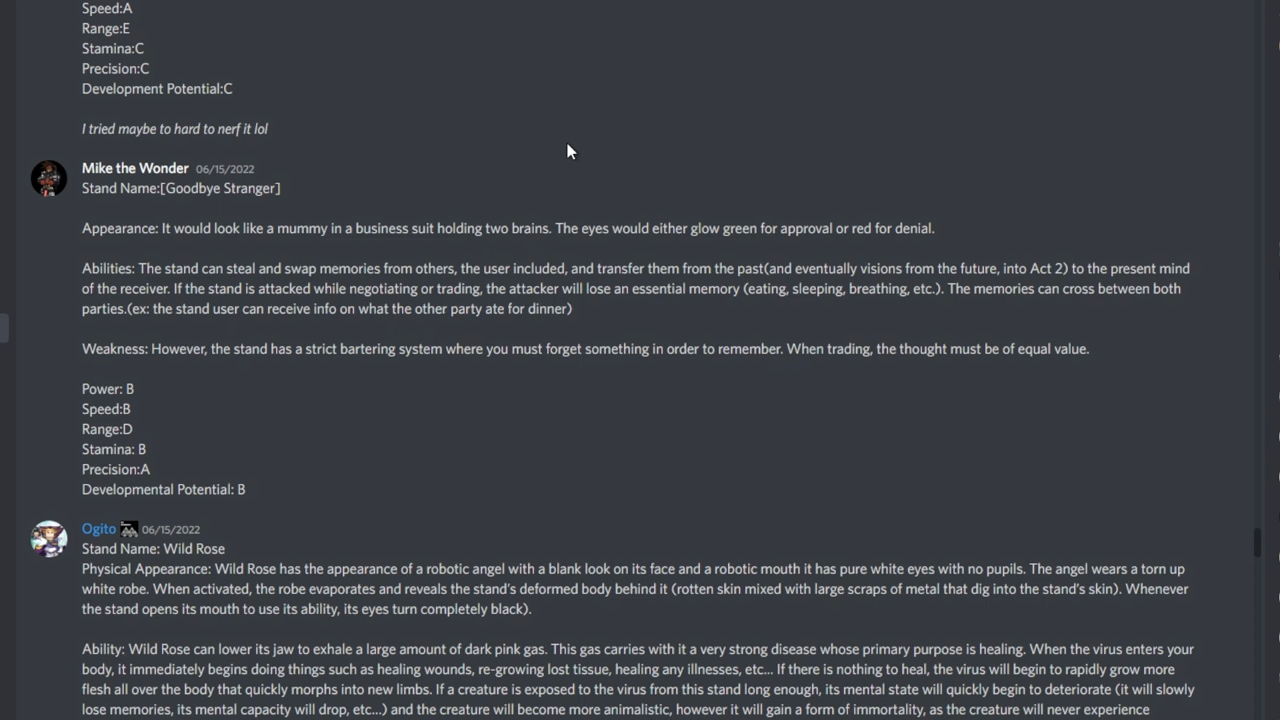 Speed:A
Range:E
Stamina:C
Precision:C
Development Potential:C
I tried maybe to hard to nerf it lol
Mike the Wonder 06/15/2022
Stand Name:[Goodbye Stranger]
Appearance: It would look like a mummy in a business suit holding two brains. The eyes would either glow green for approval or red for denial.
Abilities: The stand can steal and swap memories from others, the user included, and transfer them from the past(and eventually visions from the future, into Act 2) to the present mind
of the receiver. If the stand is attacked while negotiating or trading, the attacker will lose an essential memory (eating, sleeping, breathing, etc.). The memories can cross between both
parties.(ex: the stand user can receive info on what the other party ate for dinner)
Weakness: However, the stand has a strict bartering system where you must forget something in order to remember. When trading, the thought must be of equal value.
Power: B
Speed:B
Range:D
Stamina: B
Precision:A
Developmental Potential: B
Ogito 06/15/2022
Stand Name: Wild Rose
Physical Appearance: Wild Rose has the appearance of a robotic angel with a blank look on its face and a robotic mouth it has pure white eyes with no pupils. The angel wears a torn up
white robe. When activated, the robe evaporates and reveals the stand's deformed body behind it (rotten skin mixed with large scraps of metal that dig into the stand's skin). Whenever
the stand opens its mouth to use its ability, its eyes turn completely black).
Ability: Wild Rose can lower its jaw to exhale a large amount of dark pink gas. This gas carries with it a very strong disease whose primary purpose is healing. When the virus enters your
body, it immediately begins doing things such as healing wounds, re-growing lost tissue, healing any illnesses, etc... If there is nothing to heal, the virus will begin to rapidly grow more
flesh all over the body that quickly morphs into new limbs. If a creature is exposed to the virus from this stand long enough, its mental state will quickly begin to deteriorate (it will slowly
lose memories, its mental capacity will drop, etc...) and the creature will become more animalistic, however it will gain a form of immortality, as the creature will never experience